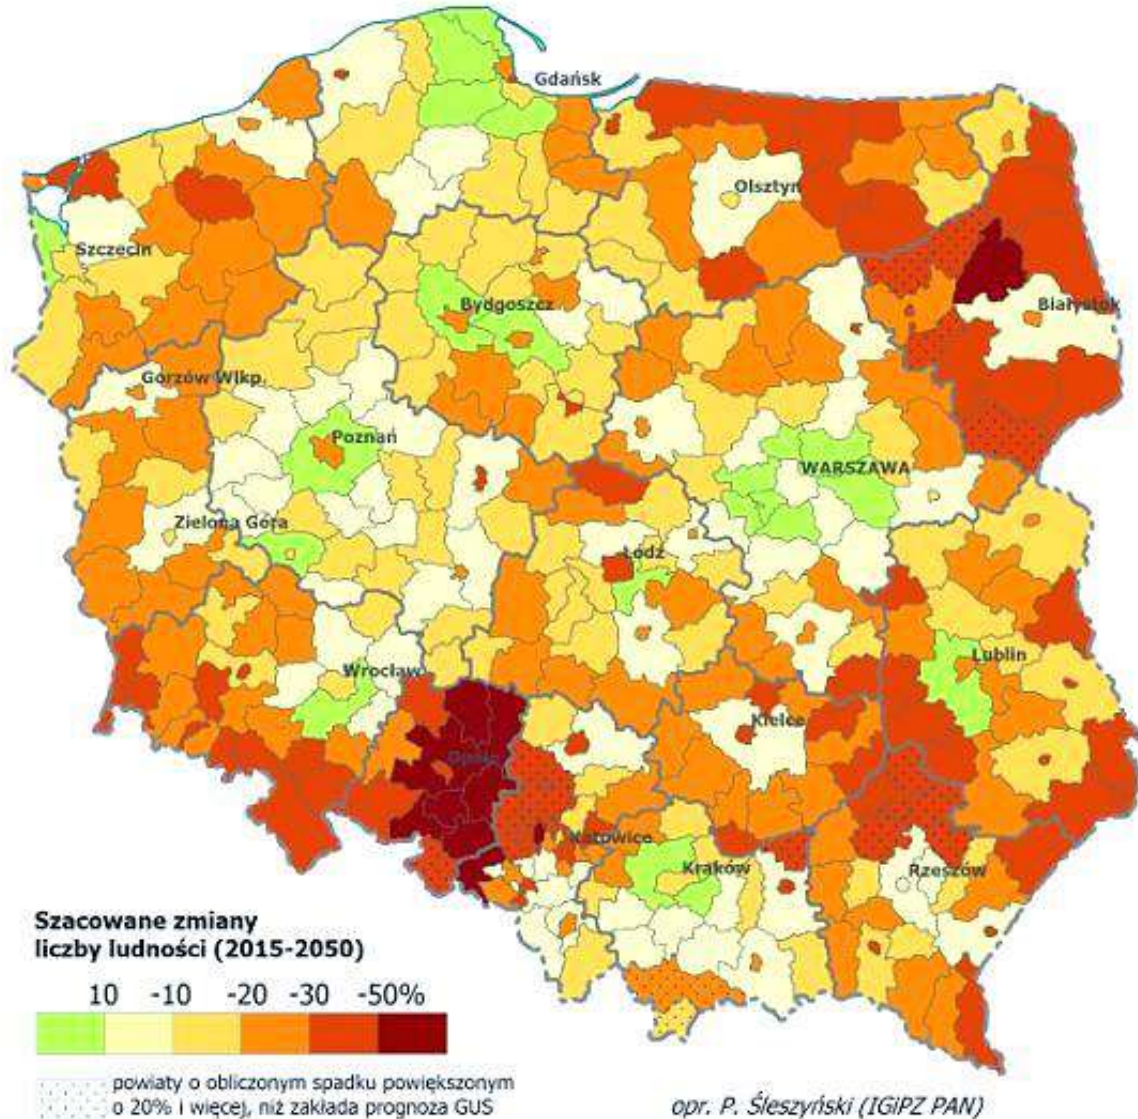 Gdańsk
Olsztyn
Szczecin
Bydgoszcz
Białystok
Gorzów Wlkp.
Poznań
WARSZAWA
Zielona Góra
Łódź
Wrocław
Lublin
Kielce
Opole
Katowice
Kraków
Rzeszów
Szacowane zmiany
liczby ludności (2015-2050)
10 -10 -20 -30 -50%
powiaty o obliczonym spadku powiększonym
o 20% i więcej, niż zakłada prognoza GUS
opr. P. Śleszyński (IGiPZ PAN)